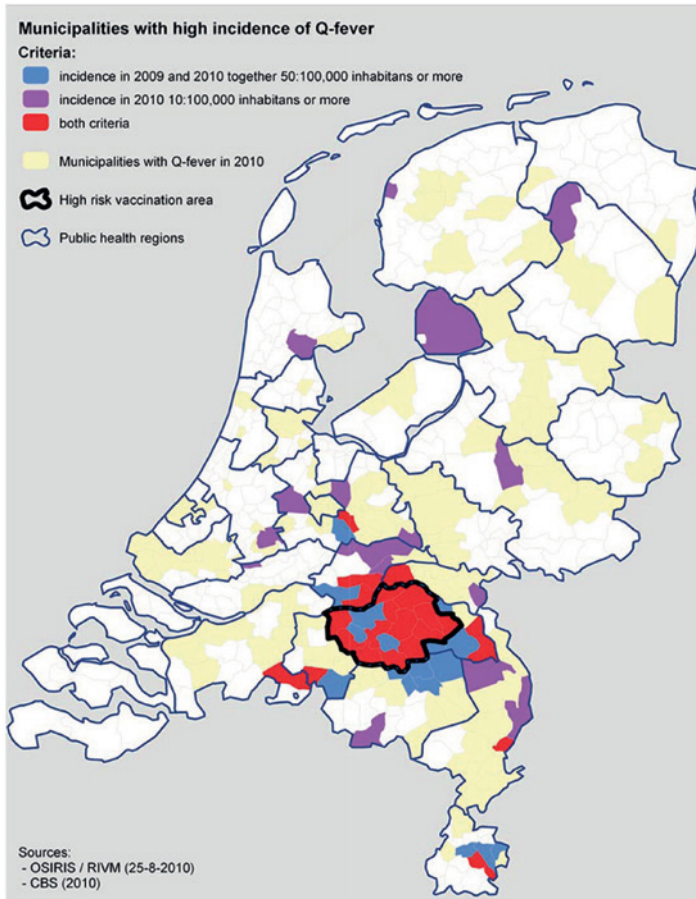 Municipalities with high incidence of Q-fever
Criteria:
incidence in 2009 and 2010 together 50:100,000 inhabitans or more
incidence in 2010 10:100,000 inhabitans or more
both criteria
Municipalities with Q-fever in 2010
High risk vaccination area
Public health regions
Sources:
- OSIRIS / RIVM (25-8-2010)
- CBS (2010)